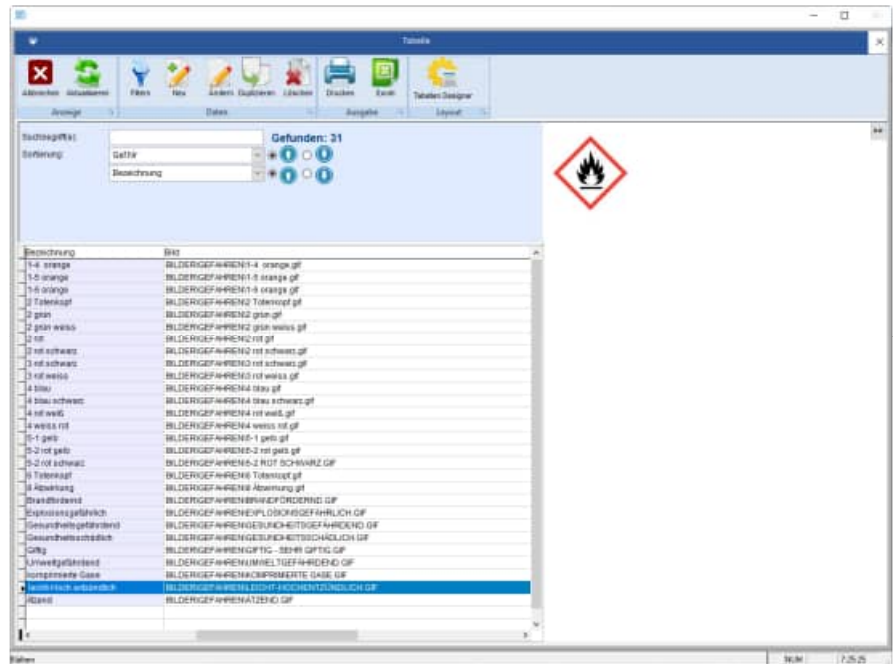 Tabelle
Abbrechen Aktualisieren Filtern Neu Ändern Duplizieren Löschen Drucken Excel Tabellen Designer
Anzeige Daten Ausgabe Layout
Suchbegriff(e): Gefunden: 31
Sortierung: GefNr
Bezeichnung
Bezeichnung Bild
1-4 orange BILDER\GEFAHREN\1-4 orange.gif
1-5 orange BILDER\GEFAHREN\1-5 orange.gif
1-6 orange BILDER\GEFAHREN\1-6 orange.gif
2 Totenkopf BILDER\GEFAHREN\2 Totenkopf.gif
2 grün BILDER\GEFAHREN\2 grün.gif
2 grün weiss BILDER\GEFAHREN\2 grün weiss.gif
2 rot BILDER\GEFAHREN\2 rot.gif
2 rot schwarz BILDER\GEFAHREN\2 rot schwarz.gif
3 rot schwarz BILDER\GEFAHREN\3 rot schwarz.gif
3 rot weiss BILDER\GEFAHREN\3 rot weiss.gif
4 blau BILDER\GEFAHREN\4 blau.gif
4 blau schwarz BILDER\GEFAHREN\4 blau schwarz.gif
4 rot weiß BILDER\GEFAHREN\4 rot weiß.gif
4 weiss rot BILDER\GEFAHREN\4 weiss rot.gif
5-1 gelb BILDER\GEFAHREN\5-1 gelb.gif
5-2 rot gelb BILDER\GEFAHREN\5-2 rot gelb.gif
5-2 rot schwarz BILDER\GEFAHREN\5-2 ROT SCHWARZ.GIF
6 Totenkopf BILDER\GEFAHREN\6 Totenkopf.gif
8 Ätzwirkung BILDER\GEFAHREN\8 Ätzwirkung.gif
Brandfördernd BILDER\GEFAHREN\BRANDFÖRDERND.GIF
Explosionsgefährlich BILDER\GEFAHREN\EXPLOSIONSGEFÄHRLICH.GIF
Gesundheitsgefährdend BILDER\GEFAHREN\GESUNDHEITSGEFÄHRDEND.GIF
Gesundheitsschädlich BILDER\GEFAHREN\GESUNDHEITSSCHÄDLICH.GIF
Giftig BILDER\GEFAHREN\GIFTIG - SEHR GIFTIG.GIF
Umweltgefährdend BILDER\GEFAHREN\UMWELTGEFÄHRDEND.GIF
komprimierte Gase BILDER\GEFAHREN\KOMPRIMIERTE GASE.GIF
leicht-/hoch entzündlich BILDER\GEFAHREN\LEICHT-HOCHENTZÜNDLICH.GIF
Ätzend BILDER\GEFAHREN\ÄTZEND.GIF
NUM 7:25:25